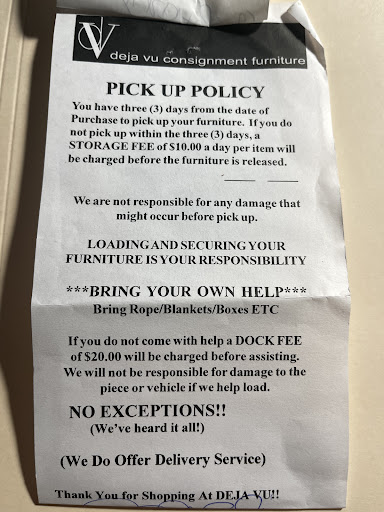 CV
deja vu consignment furniture
PICK UP POLICY
You have three (3) days from the date of
Purchase to pick up your furniture. If you do
not pick up within the three (3) days, a
STORAGE FEE of $10.00 a day per item will
be charged before the furniture is released.
We are not responsible for any damage that
might occur before pick up.
LOADING AND SECURING YOUR
FURNITURE IS YOUR RESPONSIBILITY
***BRING YOUR OWN HELP***
Bring Rope/Blankets/Boxes ETC
If you do not come with help a DOCK FEE
of $20.00 will be charged before assisting.
We will not be responsible for damage to the
piece or vehicle if we help load.
NO EXCEPTIONS!!
(We've heard it all!)
(We Do Offer Delivery Service)
Thank You for Shopping At DEJA VU!!